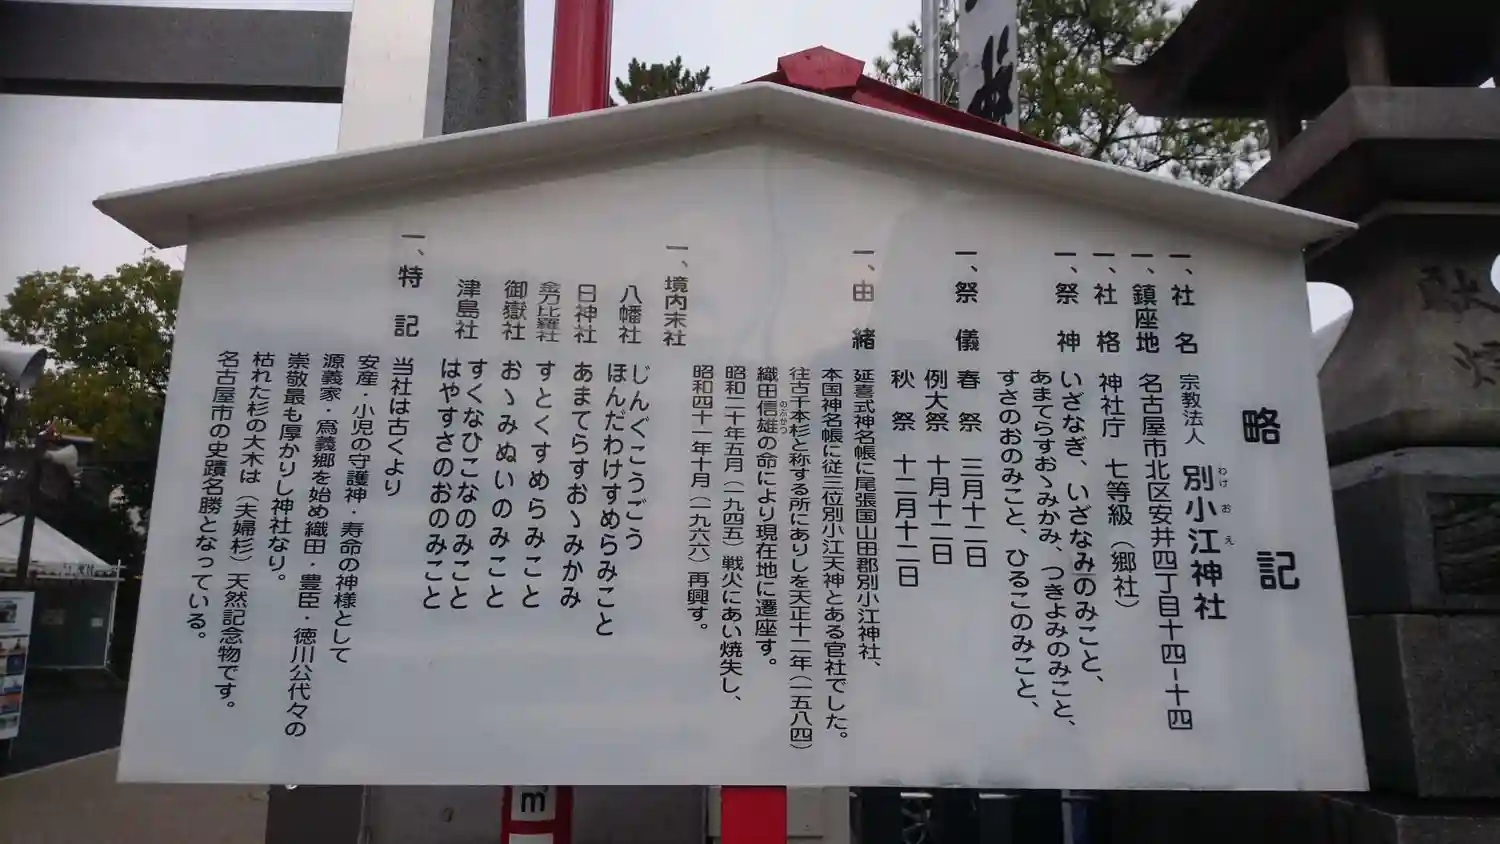 略記
一、社名 宗教法人 別小江神社
わけ お え
一、鎮座地 名古屋市北区安井四丁目十四-十四
一、社格 神社庁 七等級（郷社）
一、祭神 いざなぎ、いざなみのみこと、
あまてらすおゝみかみ、つきよみのみこと、
すさのおのみこと、ひるこのみこと、
一、祭儀 春祭 三月十二日
例大祭 十月十二日
秋祭 十二月十二日
一、由緒 延喜式神名帳に尾張国山田郡別小江神社、
本国神名帳に従三位別小江天神とある官社でした。
往古千本杉と称する所にありしを天正十二年（一五八四）
織田信雄の命により現在地に遷座す。
のぶかつ
昭和二十年五月（一九四五）戦火にあい焼失し、
昭和四十一年十月（一九六六）再興す。
一、境内末社
じんぐこうごう
八幡社 ほんだわけすめらみこと
日神社 あまてらすおゝみかみ
金刀比羅社 すとくすめらみこと
御嶽社 おゝみぬいのみこと
すくなひこなのみこと
津島社 はやすさのおのみこと
一、特記 当社は古くより
安産・小児の守護神・寿命の神様として
源義家・為義郷を始め織田・豊臣・徳川公代々の
崇敬最も厚かりし神社なり。
枯れた杉の大木は（夫婦杉）天然記念物です。
名古屋市の史蹟名勝となっている。
献
燈
㎡